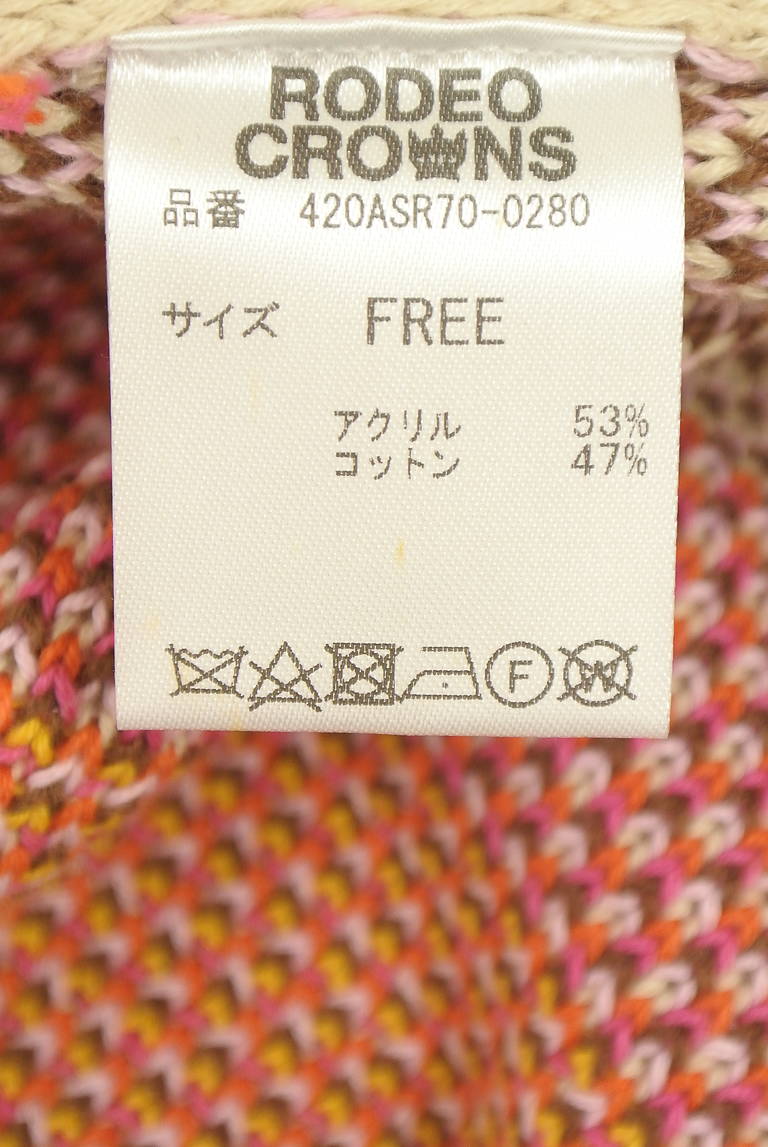 RODEO
CROWNS
品番 420ASR70-0280
サイズ FREE
アクリル 53%
コットン 47%
F W